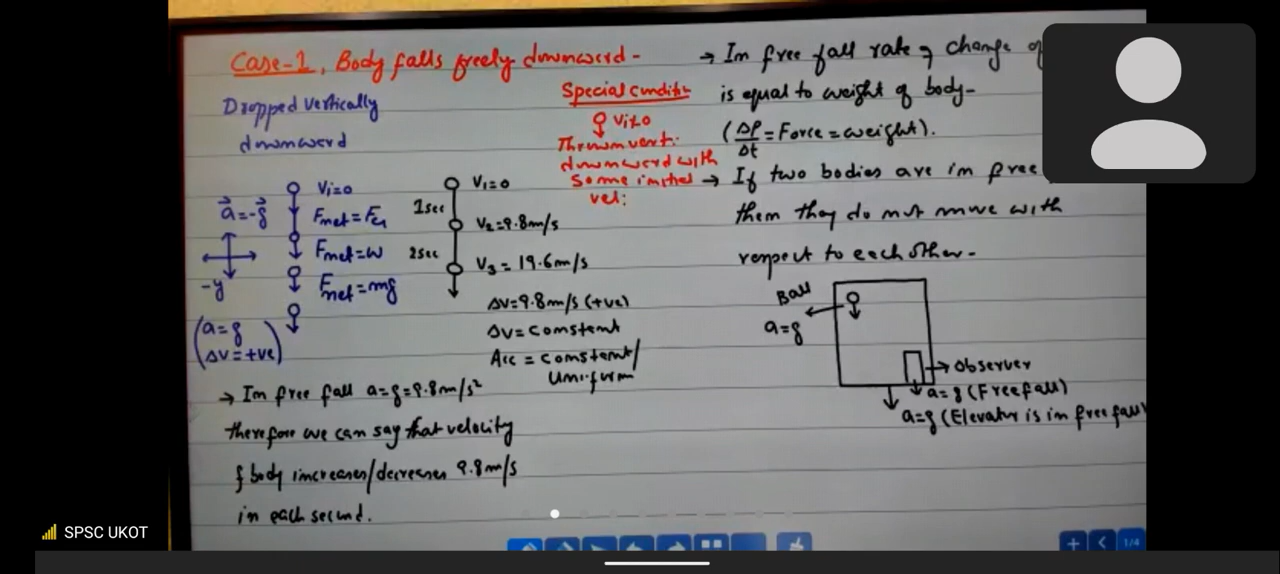 Case-1, Body falls freely downward -
Dropped vertically
downward
Vi=0
a=-g
Fnet=FG
Fnet=w
-y
Fnet=mg
(a=g
Δv=+ve)
1sec
2sec
V1=0
V2=9.8m/s
V3=19.6m/s
Δv=9.8m/s (+ve)
Δv=constant
Acc = constant/
Uniform
→ In free fall a=g=9.8m/s²
therefore we can say that velocity
of body increases/decreases 9.8m/s
in each second.
Special condit
Vi≠0
Thrown vert:
downward with
Some initial
vel:
→ In free fall rate of change of
is equal to weight of body-
(Δp/Δt = Force = weight).
→ If two bodies are in free
them they do not move with
respect to each other-
Ball
a=g
→ Observer
a=g (Free fall)
a=g (Elevator is in free fall
SPSC UKOT
1/4